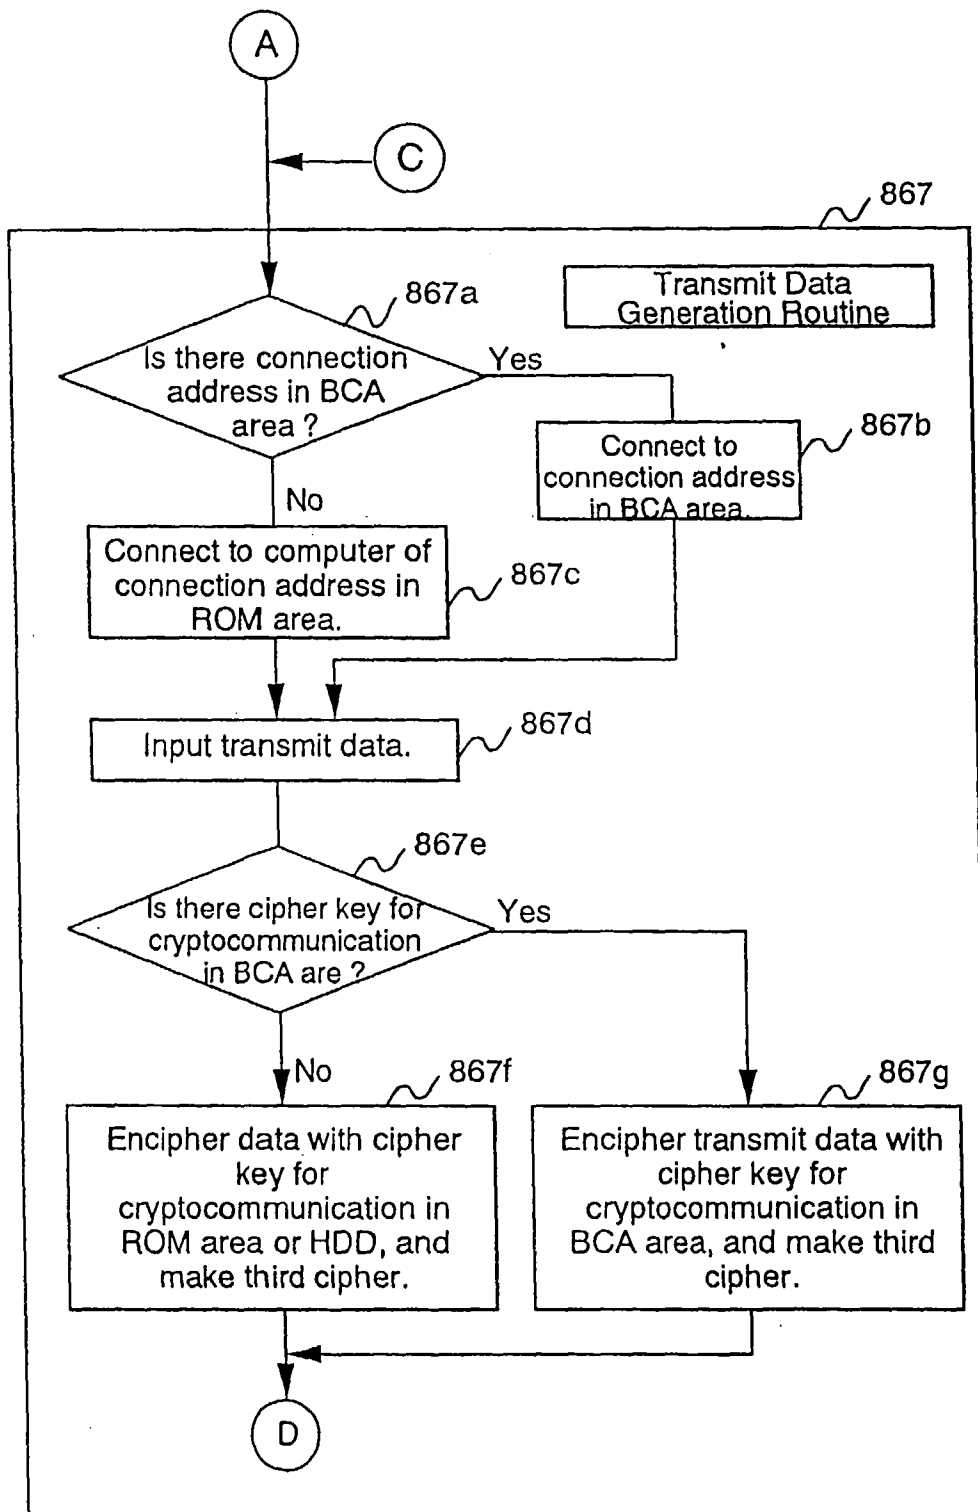 A
C
867
Transmit Data
Generation Routine
867a
Is there connection
address in BCA
area ?
Yes
867b
Connect to
connection address
in BCA area.
No
Connect to computer of
connection address in
ROM area.
867c
Input transmit data.
867d
867e
Is there cipher key for
cryptocommunication
in BCA are ?
Yes
No
867f
867g
Encipher data with cipher
key for
cryptocommunication in
ROM area or HDD, and
make third cipher.
Encipher transmit data with
cipher key for
cryptocommunication in
BCA area, and make third
cipher.
D